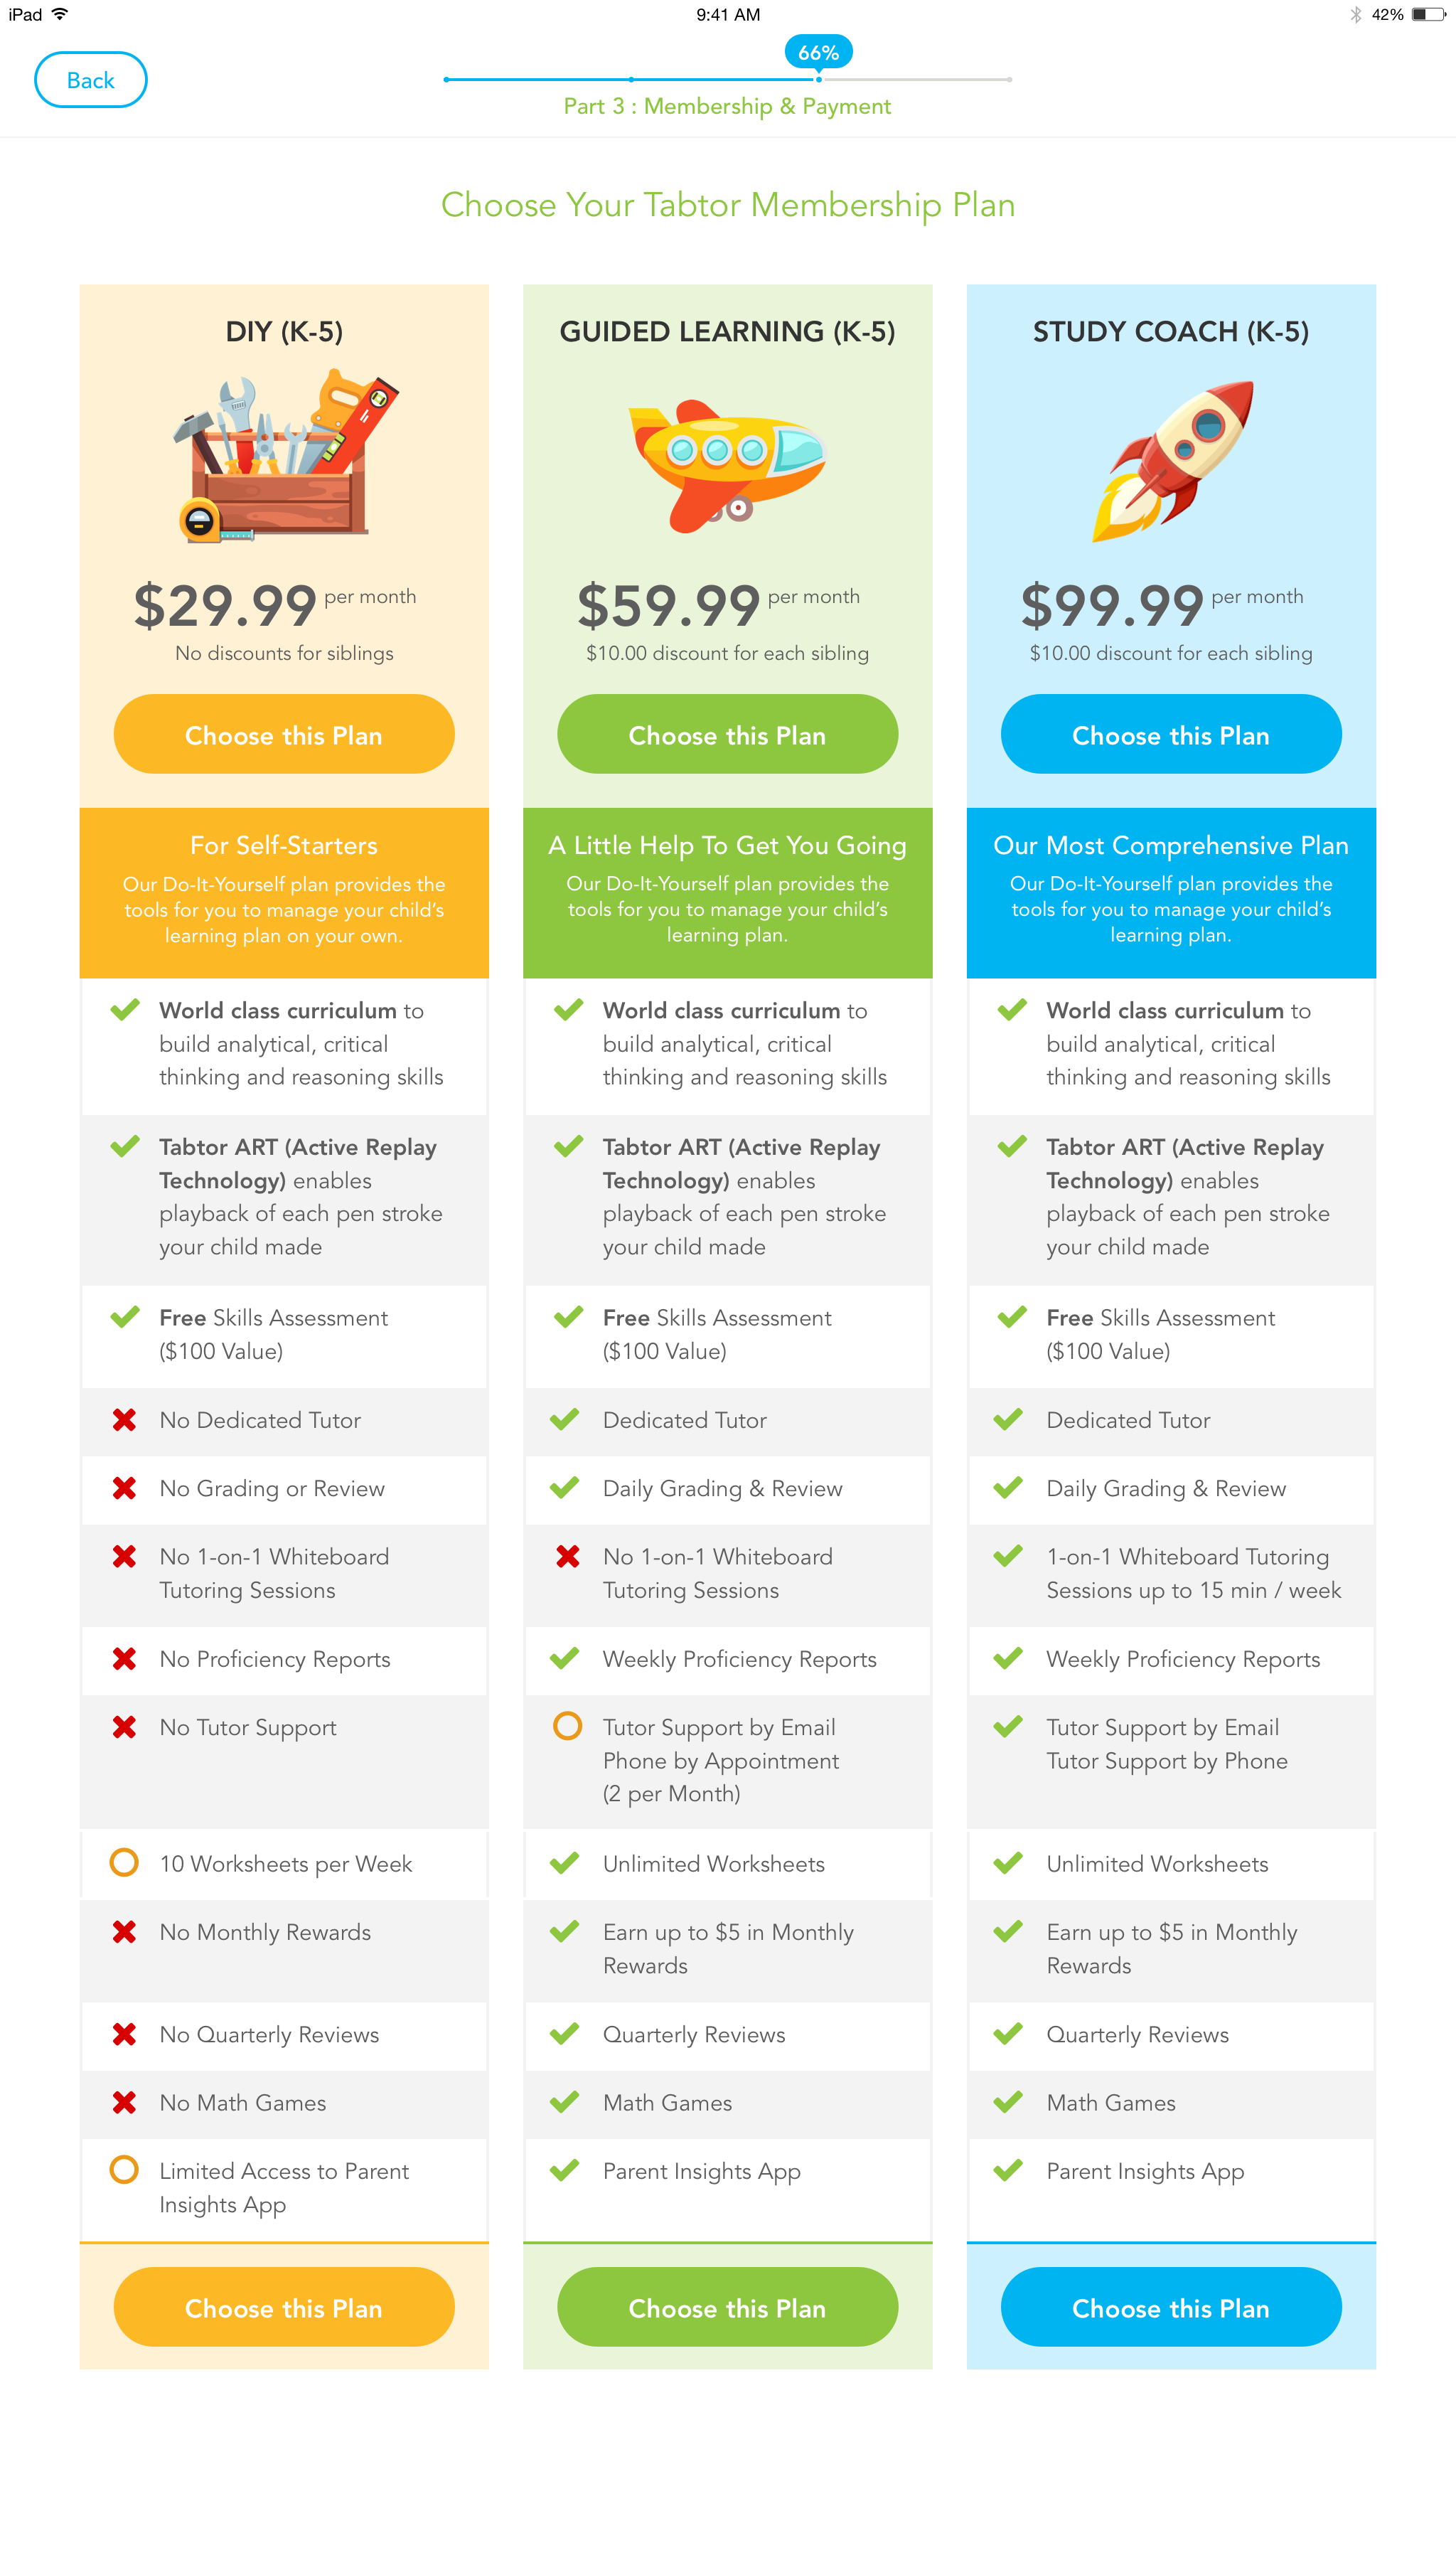 iPad
9:41 AM
42%
Back
66%
Part 3 : Membership & Payment
Choose Your Tabtor Membership Plan
DIY (K-5)
$29.99 per month
No discounts for siblings
Choose this Plan
For Self-Starters
Our Do-It-Yourself plan provides the
tools for you to manage your child’s
learning plan on your own.
World class curriculum to
build analytical, critical
thinking and reasoning skills
Tabtor ART (Active Replay
Technology) enables
playback of each pen stroke
your child made
Free Skills Assessment
($100 Value)
No Dedicated Tutor
No Grading or Review
No 1-on-1 Whiteboard
Tutoring Sessions
No Proficiency Reports
No Tutor Support
10 Worksheets per Week
No Monthly Rewards
No Quarterly Reviews
No Math Games
Limited Access to Parent
Insights App
Choose this Plan
GUIDED LEARNING (K-5)
$59.99 per month
$10.00 discount for each sibling
Choose this Plan
A Little Help To Get You Going
Our Do-It-Yourself plan provides the
tools for you to manage your child’s
learning plan.
World class curriculum to
build analytical, critical
thinking and reasoning skills
Tabtor ART (Active Replay
Technology) enables
playback of each pen stroke
your child made
Free Skills Assessment
($100 Value)
Dedicated Tutor
Daily Grading & Review
No 1-on-1 Whiteboard
Tutoring Sessions
Weekly Proficiency Reports
Tutor Support by Email
Phone by Appointment
(2 per Month)
Unlimited Worksheets
Earn up to $5 in Monthly
Rewards
Quarterly Reviews
Math Games
Parent Insights App
Choose this Plan
STUDY COACH (K-5)
$99.99 per month
$10.00 discount for each sibling
Choose this Plan
Our Most Comprehensive Plan
Our Do-It-Yourself plan provides the
tools for you to manage your child’s
learning plan.
World class curriculum to
build analytical, critical
thinking and reasoning skills
Tabtor ART (Active Replay
Technology) enables
playback of each pen stroke
your child made
Free Skills Assessment
($100 Value)
Dedicated Tutor
Daily Grading & Review
1-on-1 Whiteboard Tutoring
Sessions up to 15 min / week
Weekly Proficiency Reports
Tutor Support by Email
Tutor Support by Phone
Unlimited Worksheets
Earn up to $5 in Monthly
Rewards
Quarterly Reviews
Math Games
Parent Insights App
Choose this Plan